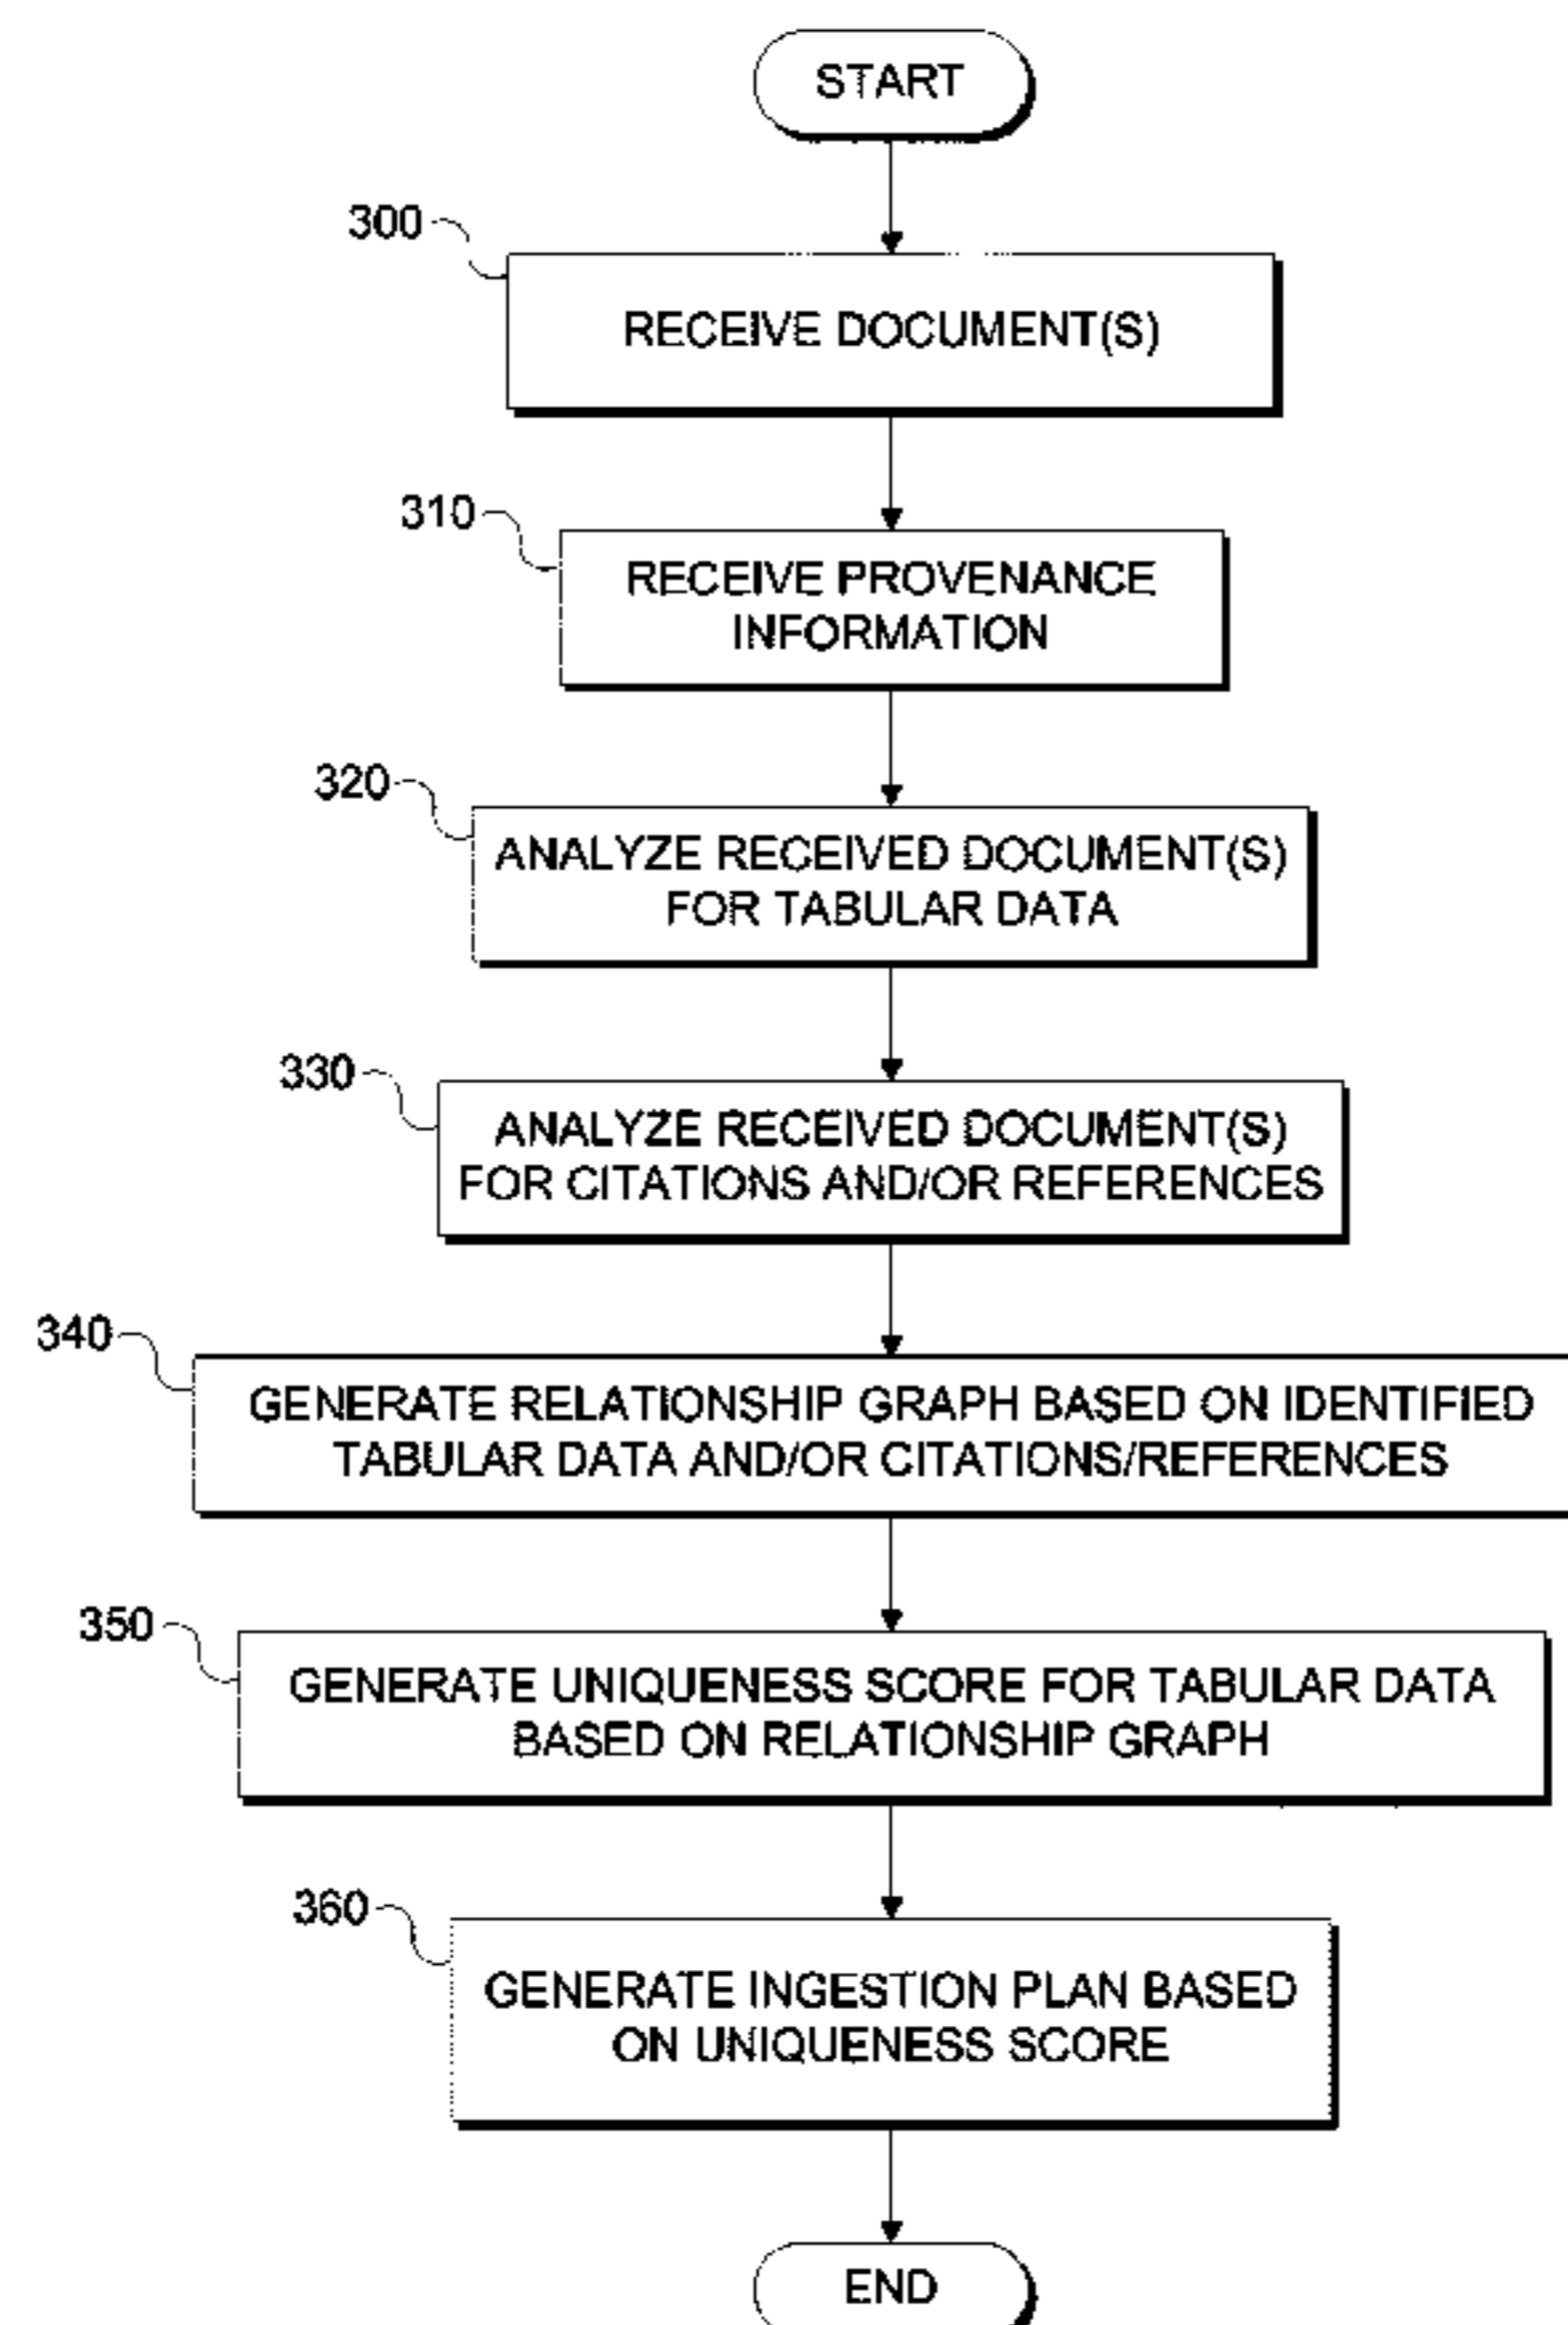 START
300
RECEIVE DOCUMENT(S)
310
RECEIVE PROVENANCE
INFORMATION
320
ANALYZE RECEIVED DOCUMENT(S)
FOR TABULAR DATA
330
ANALYZE RECEIVED DOCUMENT(S)
FOR CITATIONS AND/OR REFERENCES
340
GENERATE RELATIONSHIP GRAPH BASED ON IDENTIFIED
TABULAR DATA AND/OR CITATIONS/REFERENCES
350
GENERATE UNIQUENESS SCORE FOR TABULAR DATA
BASED ON RELATIONSHIP GRAPH
360
GENERATE INGESTION PLAN BASED
ON UNIQUENESS SCORE
END